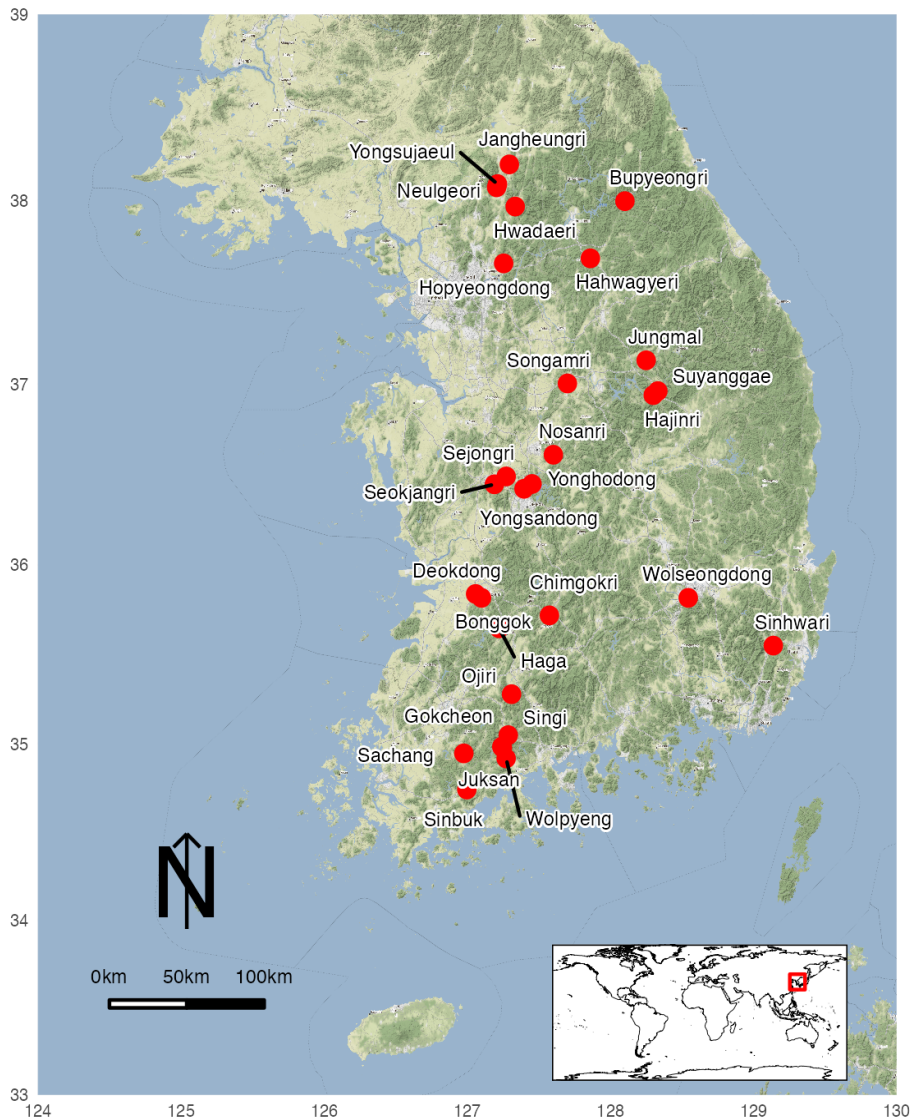 39
Jangheungri
Yongsujaeul
Bupyeongri
Neulgeori
38
Hwadaeri
Hahwagyeri
Hopyeongdong
Jungmal
Songamri
Suyanggae
37
Hajinri
Nosanri
Sejongri
Yonghodong
Seokjangri
Yongsandong
36
Deokdong
Chimgokri
Wolseongdong
Bonggok
Sinhwari
Haga
Ojiri
Gokcheon
Singi
35
Sachang
Juksan
Sinbuk
Wolpyeng
N
34
0km 50km 100km
33
124 125 126 127 128 129 130